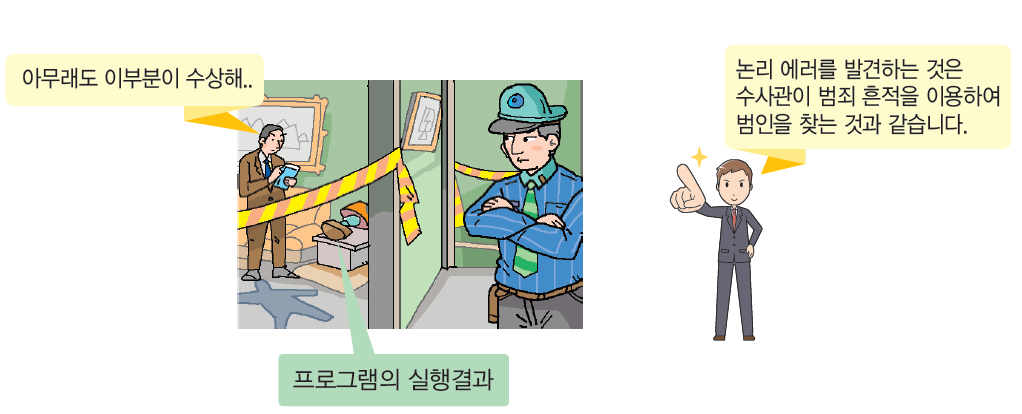 아무래도 이부분이 수상해..
논리 에러를 발견하는 것은
수사관이 범죄 흔적을 이용하여
범인을 찾는 것과 같습니다.
프로그램의 실행결과